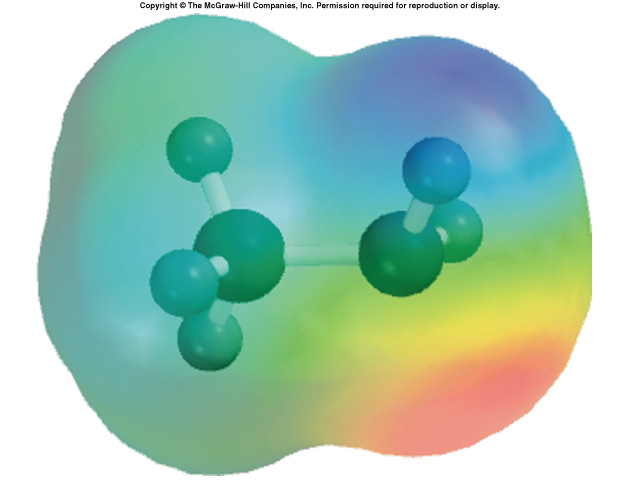 Copyright © The McGraw-Hill Companies, Inc. Permission required for reproduction or display.